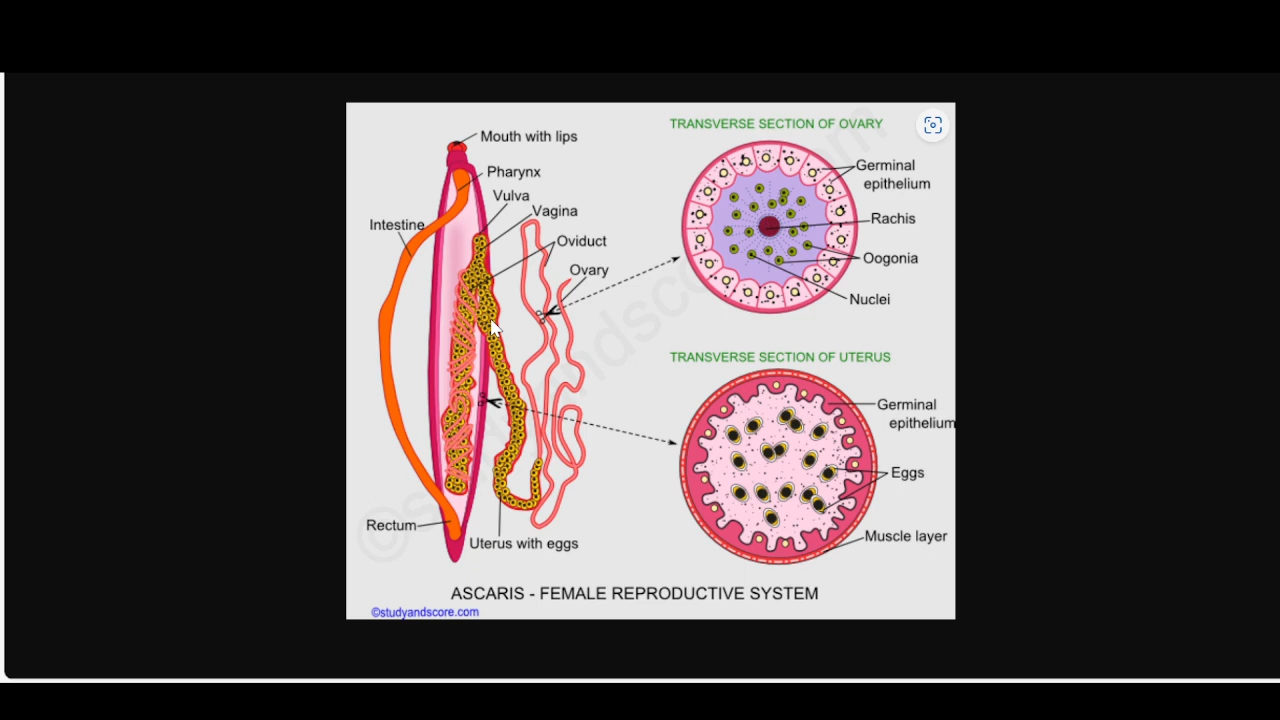 TRANSVERSE SECTION OF OVARY
Mouth with lips
Pharynx
Vulva
Vagina
Intestine
Oviduct
Ovary
Germinal
epithelium
Rachis
Oogonia
Nuclei
TRANSVERSE SECTION OF UTERUS
Germinal
epithelium
Eggs
Muscle layer
Rectum
Uterus with eggs
ASCARIS - FEMALE REPRODUCTIVE SYSTEM
©studyandscore.com